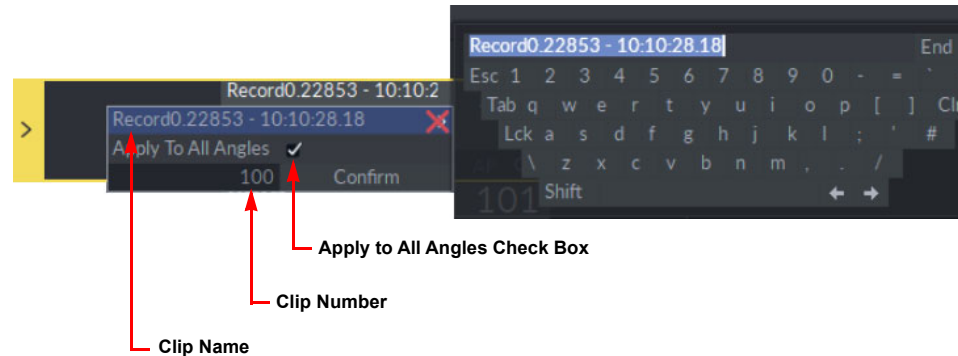 Record0.22853 - 10:10:2
Record0.22853 - 10:10:28.18
Apply To All Angles
100 Confirm
Record0.22853 - 10:10:28.18 End
Esc 1 2 3 4 5 6 7 8 9 0 - = `
Tab q w e r t y u i o p [ ] Clr
Lck a s d f g h j k l ; ' #
\ z x c v b n m , . /
Shift
101
Apply to All Angles Check Box
Clip Number
Clip Name